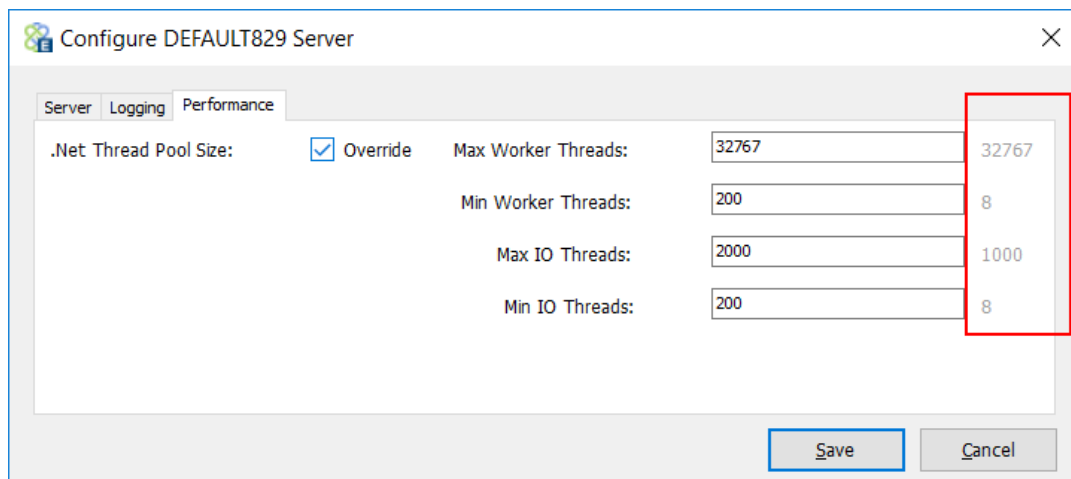 Configure DEFAULT829 Server
Server Logging Performance
.Net Thread Pool Size: Override Max Worker Threads: 32767 32767
Min Worker Threads: 200 8
Max IO Threads: 2000 1000
Min IO Threads: 200 8
Save Cancel